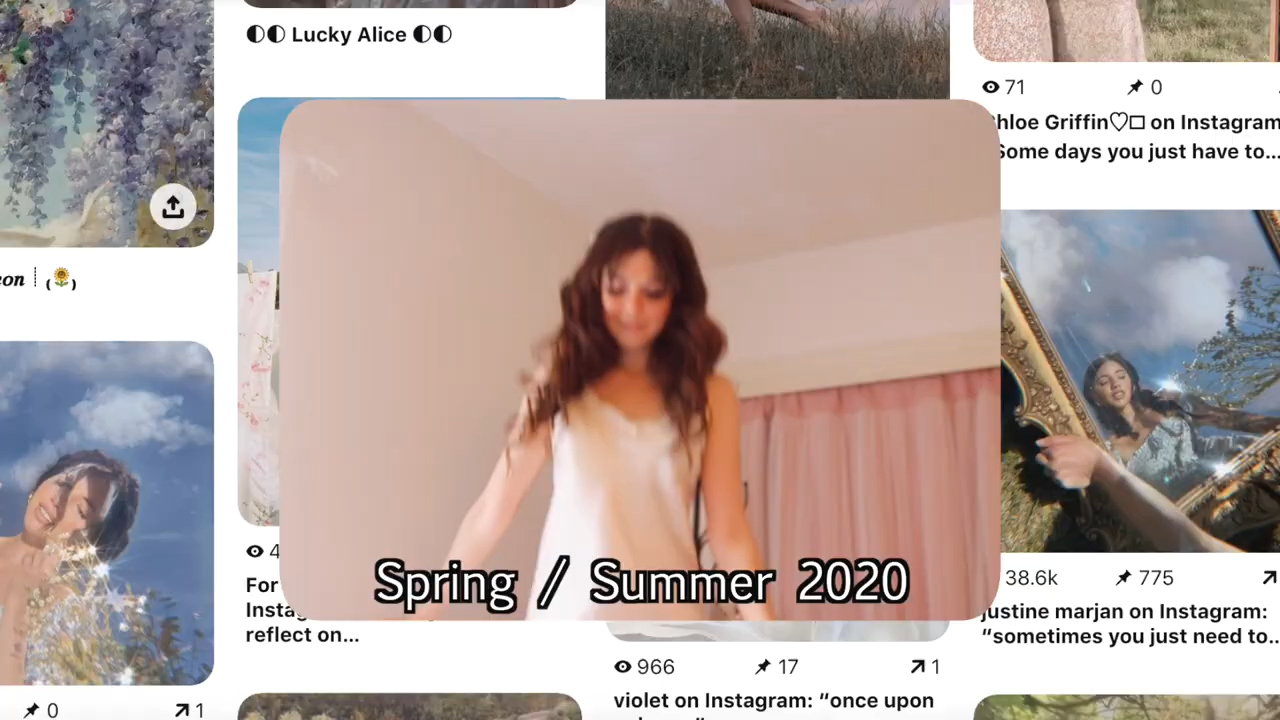 ◐◐ Lucky Alice ◐◐
71
0
hloe Griffin♡□ on Instagram
Some days you just have to...
on ┊ (🌻)
Spring / Summer 2020
4
For
reflect on...
38.6k
775
justine marjan on Instagram:
“sometimes you just need to..
966
17
1
violet on Instagram: “once upon
0
1